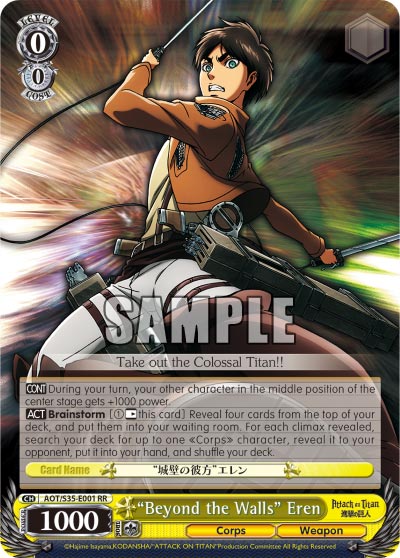 LEVEL
0
0
COST
SAMPLE
Take out the Colossal Titan!!
CONT During your turn, your other character in the middle position of the
center stage gets +1000 power.
ACT Brainstorm [① this card] Reveal four cards from the top of your
deck, and put them into your waiting room. For each climax revealed,
search your deck for up to one «Corps» character, reveal it to your
opponent, put it into your hand, and shuffle your deck.
Card Name "城壁の彼方" エレン
CH AOT/S35-E001 RR
POWER 1000 SOUL "Beyond the Walls" Eren
Attack on Titan
進撃の巨人
Corps Weapon
©Hajime Isayama,KODANSHA/"ATTACK ON TITAN"Production Committee All Rights Reserved.